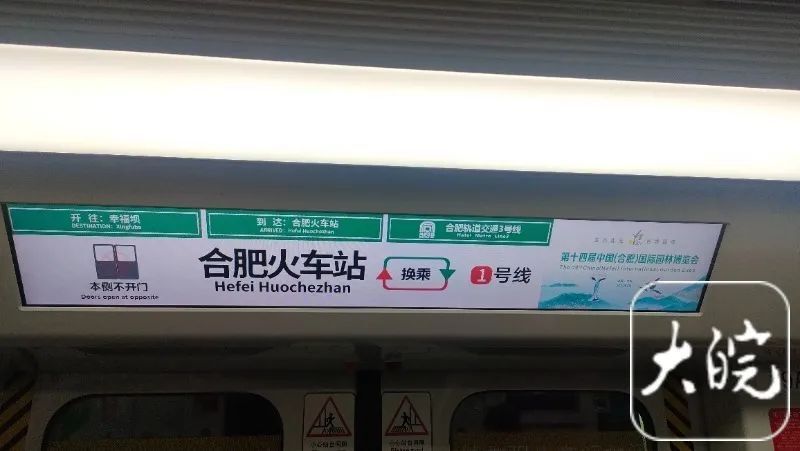 开往：幸福坝
DESTINATION: Xingfuba
到达：合肥火车站
ARRIVED: Hefei Huochezhan
合肥轨道交通3号线
Hefei Metro Line3
本侧不开门
Doors open at opposite
合肥火车站
Hefei Huochezhan
换乘
1号线
第十四届中国(合肥)国际园林博览会
大皖